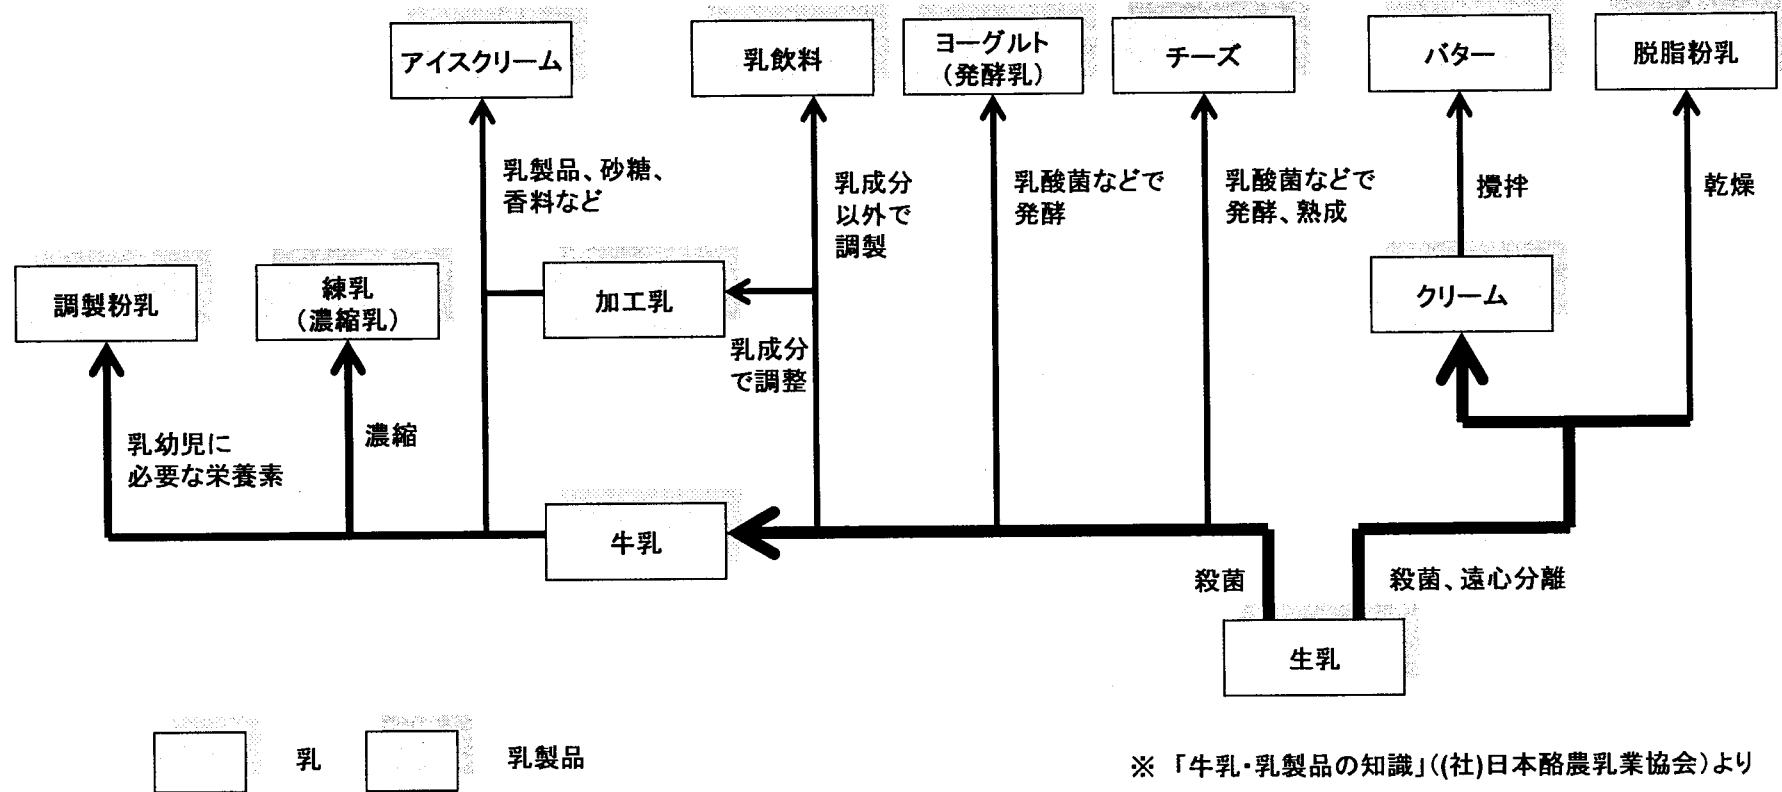 アイスクリーム
乳飲料
ヨーグルト
（発酵乳）
チーズ
バター
脱脂粉乳
乳製品、砂糖、
香料など
乳成分
以外で
調製
乳酸菌などで
発酵
乳酸菌などで
発酵、熟成
攪拌
乾燥
調製粉乳
練乳
（濃縮乳）
加工乳
クリーム
乳成分
で調整
乳幼児に
必要な栄養素
濃縮
牛乳
殺菌
殺菌、遠心分離
生乳
乳
乳製品
※ 「牛乳・乳製品の知識」（(社)日本酪農乳業協会）より